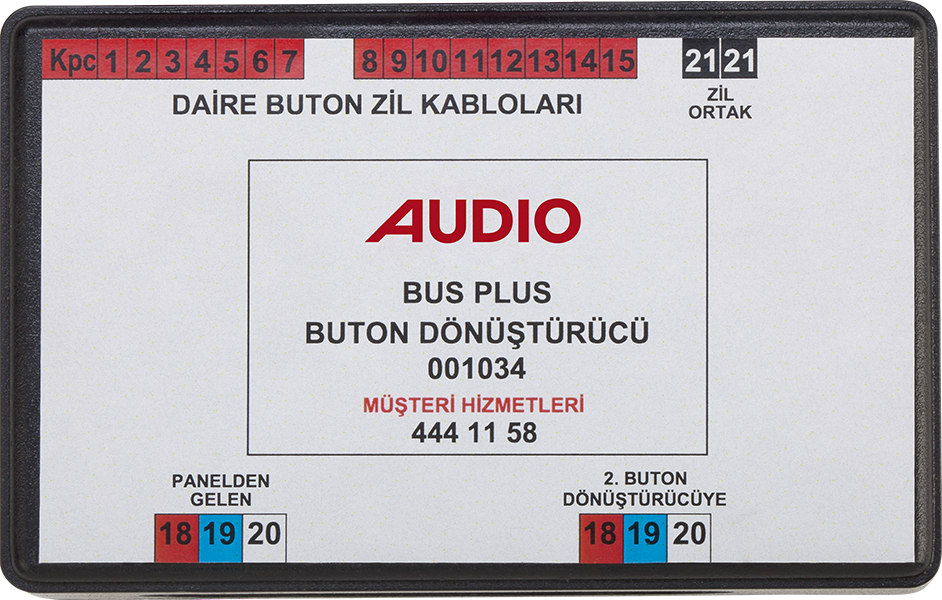 Kpc 1 2 3 4 5 6 7 8 9 10 11 12 13 14 15 21 21
DAİRE BUTON ZİL KABLOLARI
ZİL
ORTAK
AUDIO
BUS PLUS
BUTON DÖNÜŞTÜRÜCÜ
001034
MÜŞTERİ HİZMETLERİ
444 11 58
PANELDEN
GELEN
18 19 20
2. BUTON
DÖNÜŞTÜRÜCÜYE
18 19 20